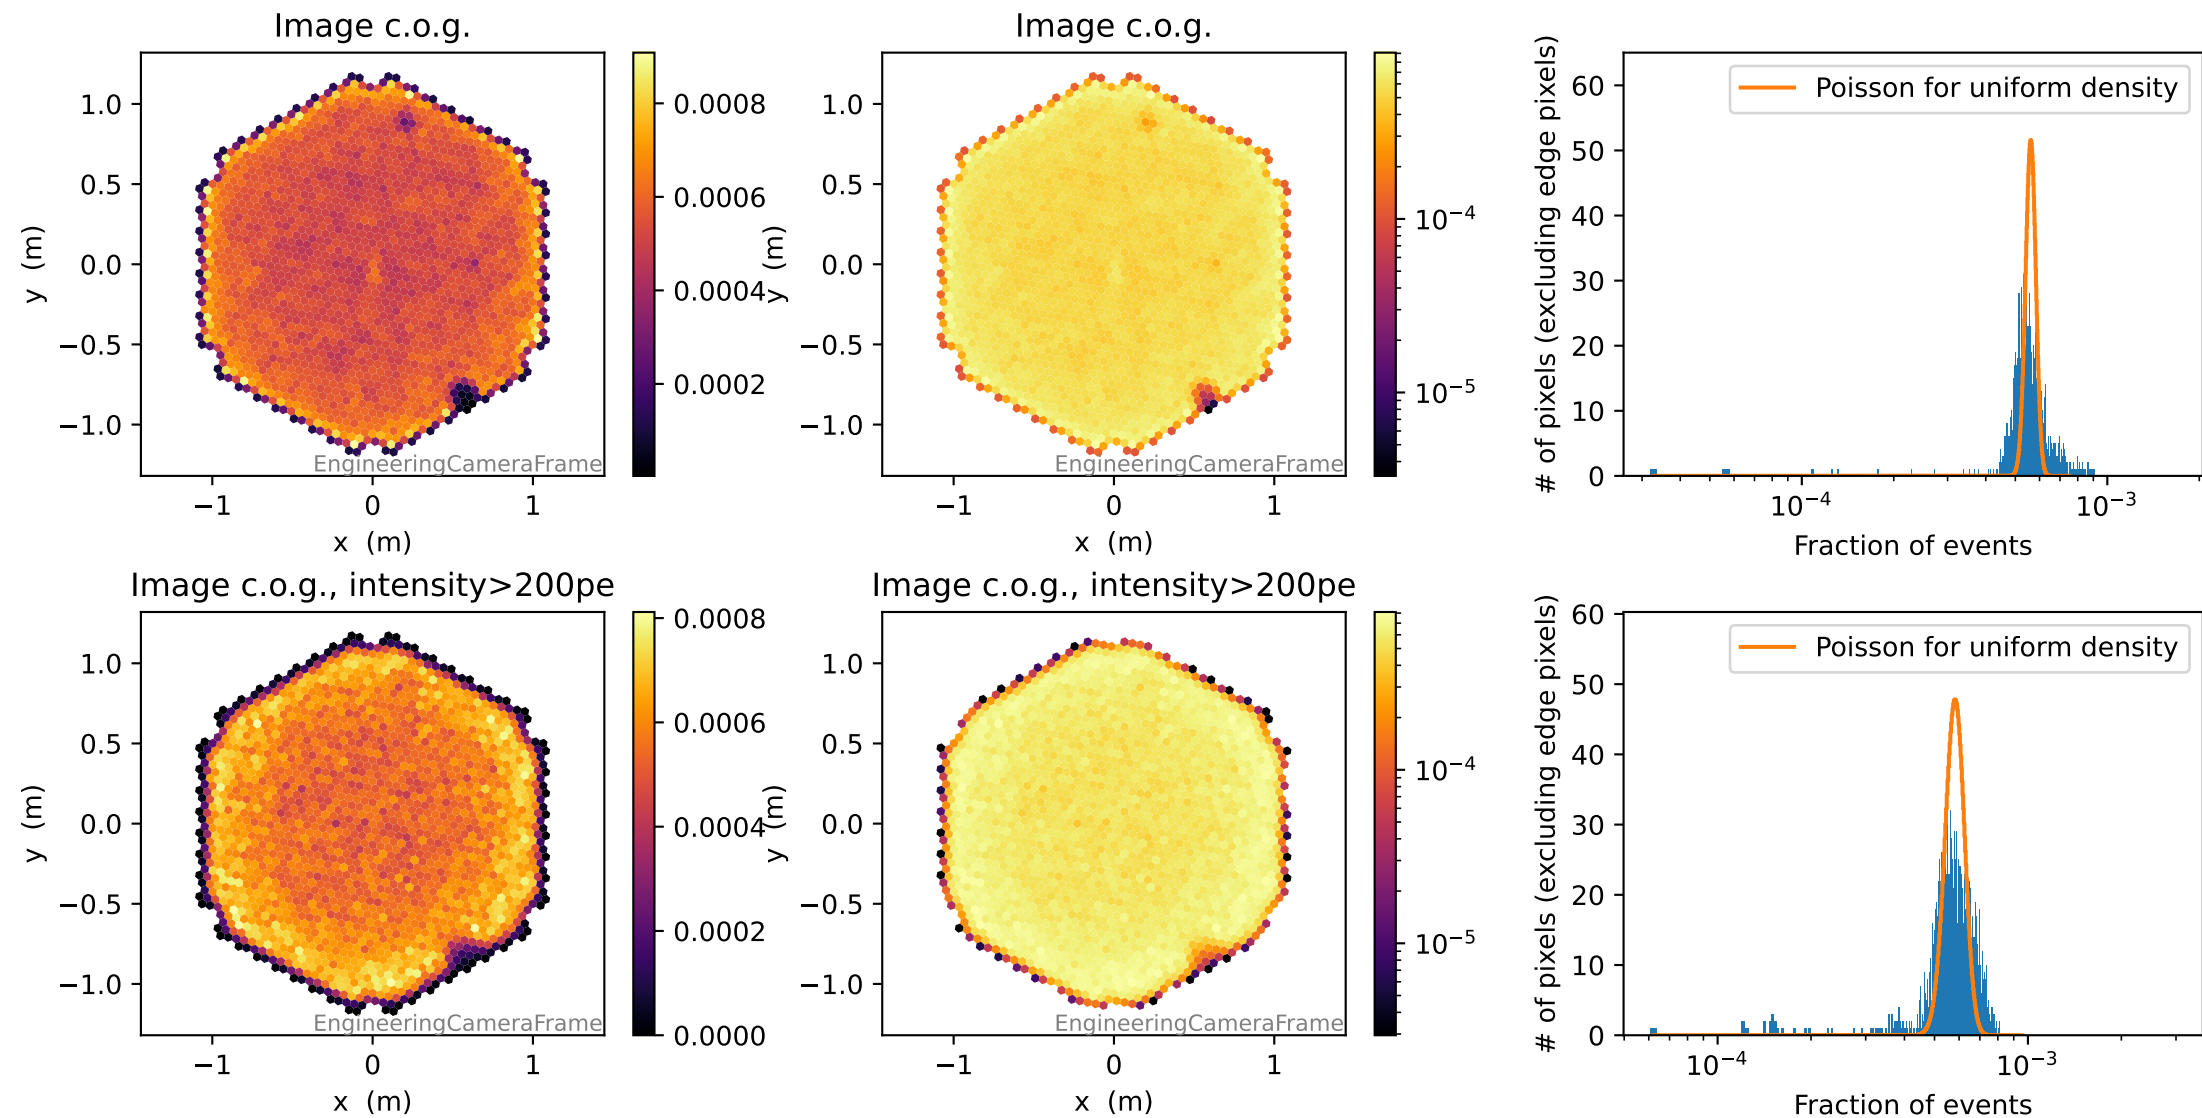 Image c.o.g.
1.0
0.5
0.0
−0.5
−1.0
y (m)
−1
0
1
x (m)
EngineeringCameraFrame
0.0008
0.0006
0.0004
0.0002
Image c.o.g.
1.0
0.5
0.0
−0.5
−1.0
y (m)
−1
0
1
x (m)
EngineeringCameraFrame
10⁻⁴
10⁻⁵
# of pixels (excluding edge pixels)
60
50
40
30
20
10
0
Poisson for uniform density
10⁻⁴
10⁻³
Fraction of events
Image c.o.g., intensity>200pe
1.0
0.5
0.0
−0.5
−1.0
y (m)
−1
0
1
x (m)
EngineeringCameraFrame
0.0008
0.0006
0.0004
0.0002
0.0000
Image c.o.g., intensity>200pe
1.0
0.5
0.0
−0.5
−1.0
y (m)
−1
0
1
x (m)
EngineeringCameraFrame
10⁻⁴
10⁻⁵
# of pixels (excluding edge pixels)
60
50
40
30
20
10
0
Poisson for uniform density
10⁻⁴
10⁻³
Fraction of events